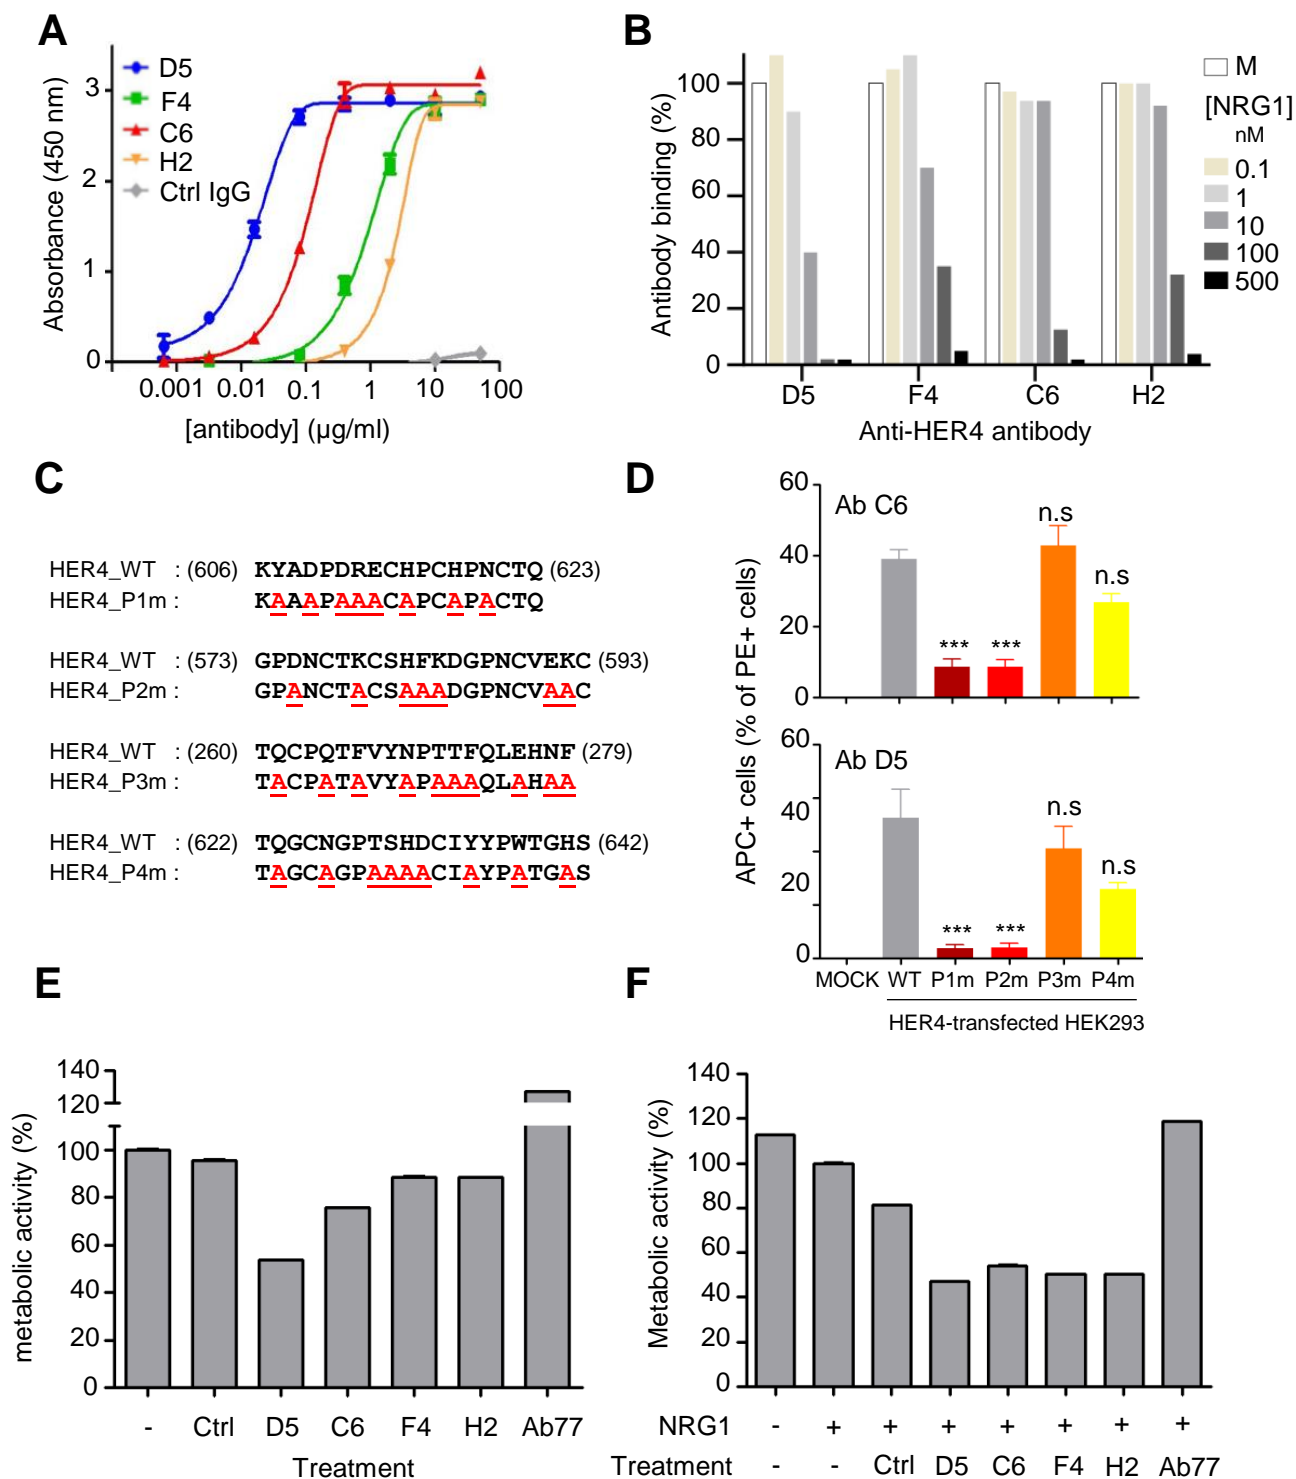 A
D5
F4
C6
H2
Ctrl IgG
Absorbance (450 nm)
3
2
1
0
0.001 0.01 0.1 1 10 100
[antibody] (µg/ml)
B
M
[NRG1]
nM
0.1
1
10
100
500
Antibody binding (%)
100
80
60
40
20
0
D5 F4 C6 H2
Anti-HER4 antibody
C
HER4_WT : (606) KYADPDRECHPCHPNCTQ (623)
HER4_P1m : KAAAPAAACAPCAPACTQ
HER4_WT : (573) GPDNCTKCSHFKDGPNCVEKC (593)
HER4_P2m : GPANCTACSAAADGPNCVAAC
HER4_WT : (260) TQCPQTFVYNPTTFQLEHNF (279)
HER4_P3m : TACPATAVYAPAAAQLAHAA
HER4_WT : (622) TQGCNGPTSHDCIYYPWTGHS (642)
HER4_P4m : TAGCAGPAAAACIAYPATGAS
D
Ab C6
60
40
20
0
*** *** n.s n.s
APC+ cells (% of PE+ cells)
Ab D5
60
40
20
0
*** *** n.s n.s
MOCK WT P1m P2m P3m P4m
HER4-transfected HEK293
E
metabolic activity (%)
140
120
100
80
60
40
20
0
- Ctrl D5 C6 F4 H2 Ab77
Treatment
F
Metabolic activity (%)
140
120
100
80
60
40
20
0
NRG1 - + + + + + + +
Treatment - - Ctrl D5 C6 F4 H2 Ab77